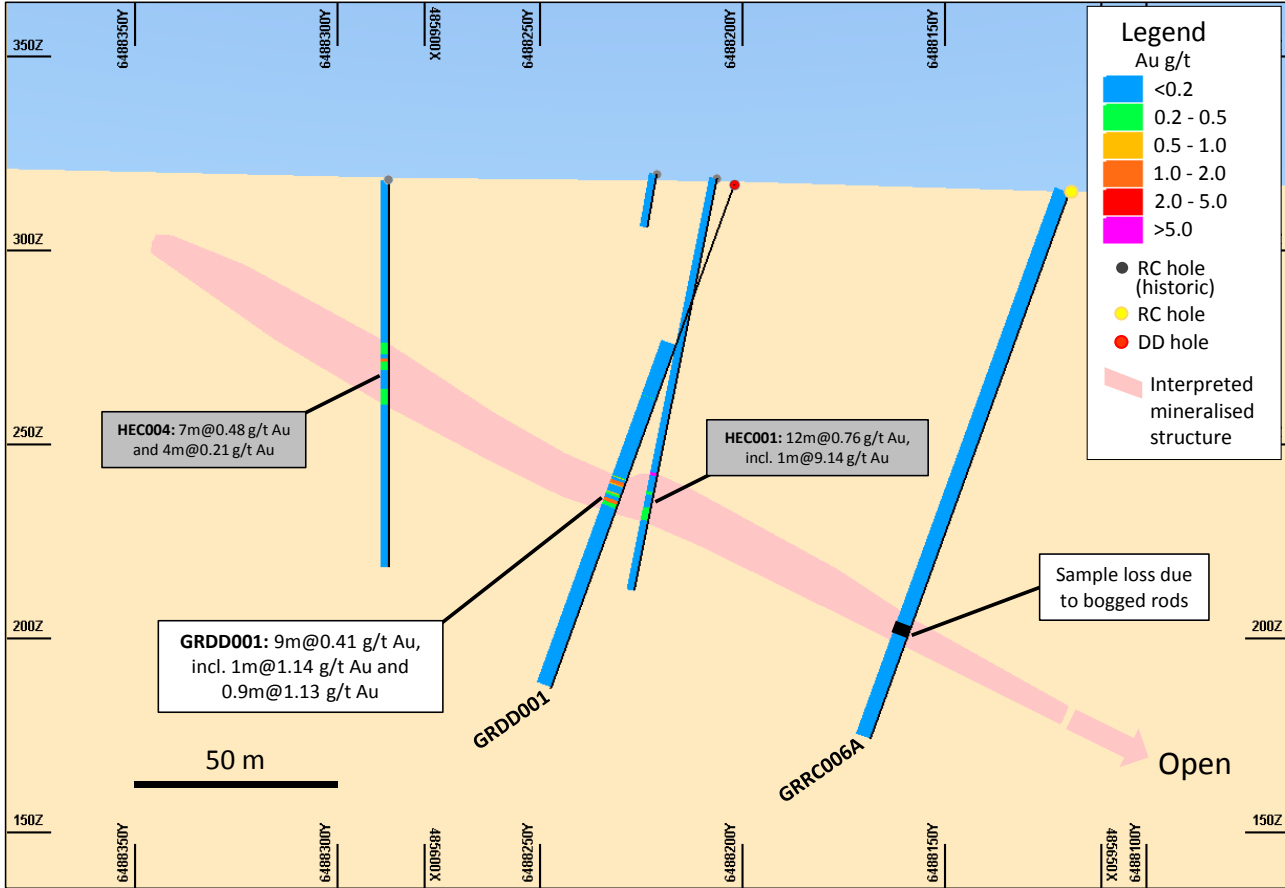 6488350Y
6488300Y
485600X
6488250Y
6488200Y
6488150Y
350Z
300Z
250Z
200Z
150Z
Legend
Au g/t
<0.2
0.2 - 0.5
0.5 - 1.0
1.0 - 2.0
2.0 - 5.0
>5.0
RC hole
(historic)
RC hole
DD hole
Interpreted
mineralised
structure
HEC004: 7m@0.48 g/t Au
and 4m@0.21 g/t Au
HEC001: 12m@0.76 g/t Au,
incl. 1m@9.14 g/t Au
GRDD001: 9m@0.41 g/t Au,
incl. 1m@1.14 g/t Au and
0.9m@1.13 g/t Au
Sample loss due
to bogged rods
GRDD001
GRRC006A
Open
50 m
200Z
150Z
6488350Y
6488300Y
485600X
6488250Y
6488200Y
6488150Y
485650X
6488100Y